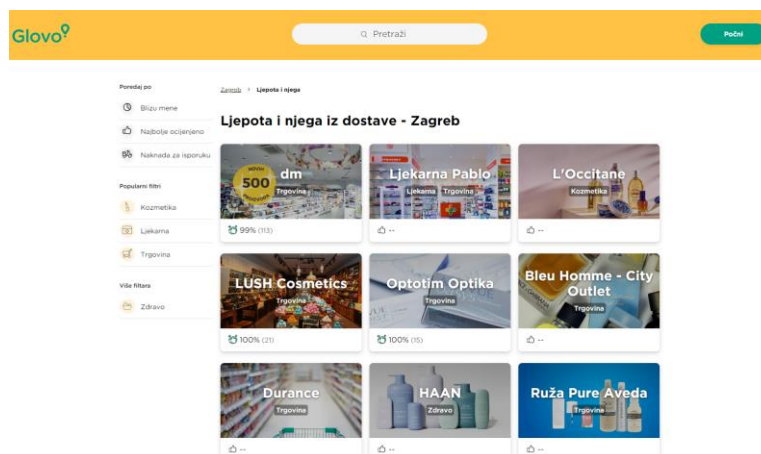 Glovo
Pretraži
Počni
Poredaj po
Blizu mene
Najbolje ocijenjeno
Naknada za isporuku
Popularni filtri
Kozmetika
Ljekarna
Trgovina
Više filtara
Zdravo
Zagreb
Ljepota i njega
Ljepota i njega iz dostave - Zagreb
500
dm
Trgovina
99% (113)
Ljekarna Pablo
Ljekarna Trgovina
--
L'Occitane
Kozmetika
--
LUSH Cosmetics
Trgovina
100% (21)
Optotim Optika
Trgovina
100% (15)
Bleu Homme - City
Outlet
Trgovina
--
Durance
Trgovina
--
HAAN
Zdravo
--
Ruža Pure Aveda
Trgovina
--